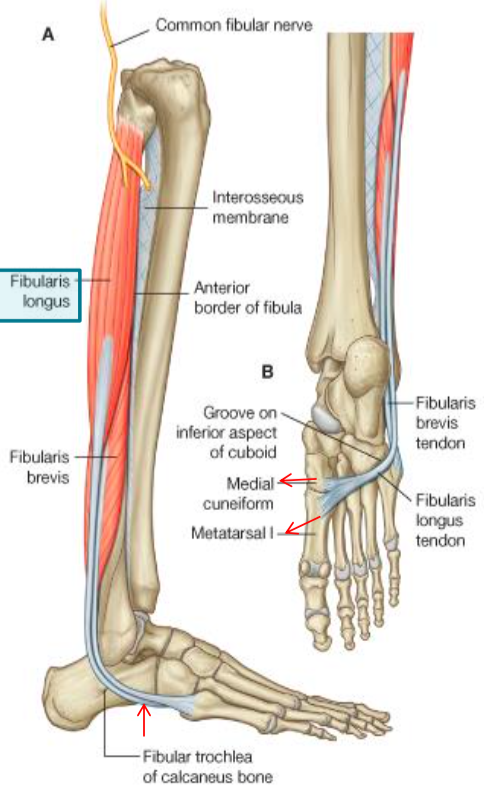 A
Common fibular nerve
Interosseous
membrane
Fibularis
longus
Anterior
border of fibula
Fibularis
brevis
Fibular trochlea
of calcaneus bone
B
Groove on
inferior aspect
of cuboid
Medial
cuneiform
Metatarsal I
Fibularis
brevis
tendon
Fibularis
longus
tendon